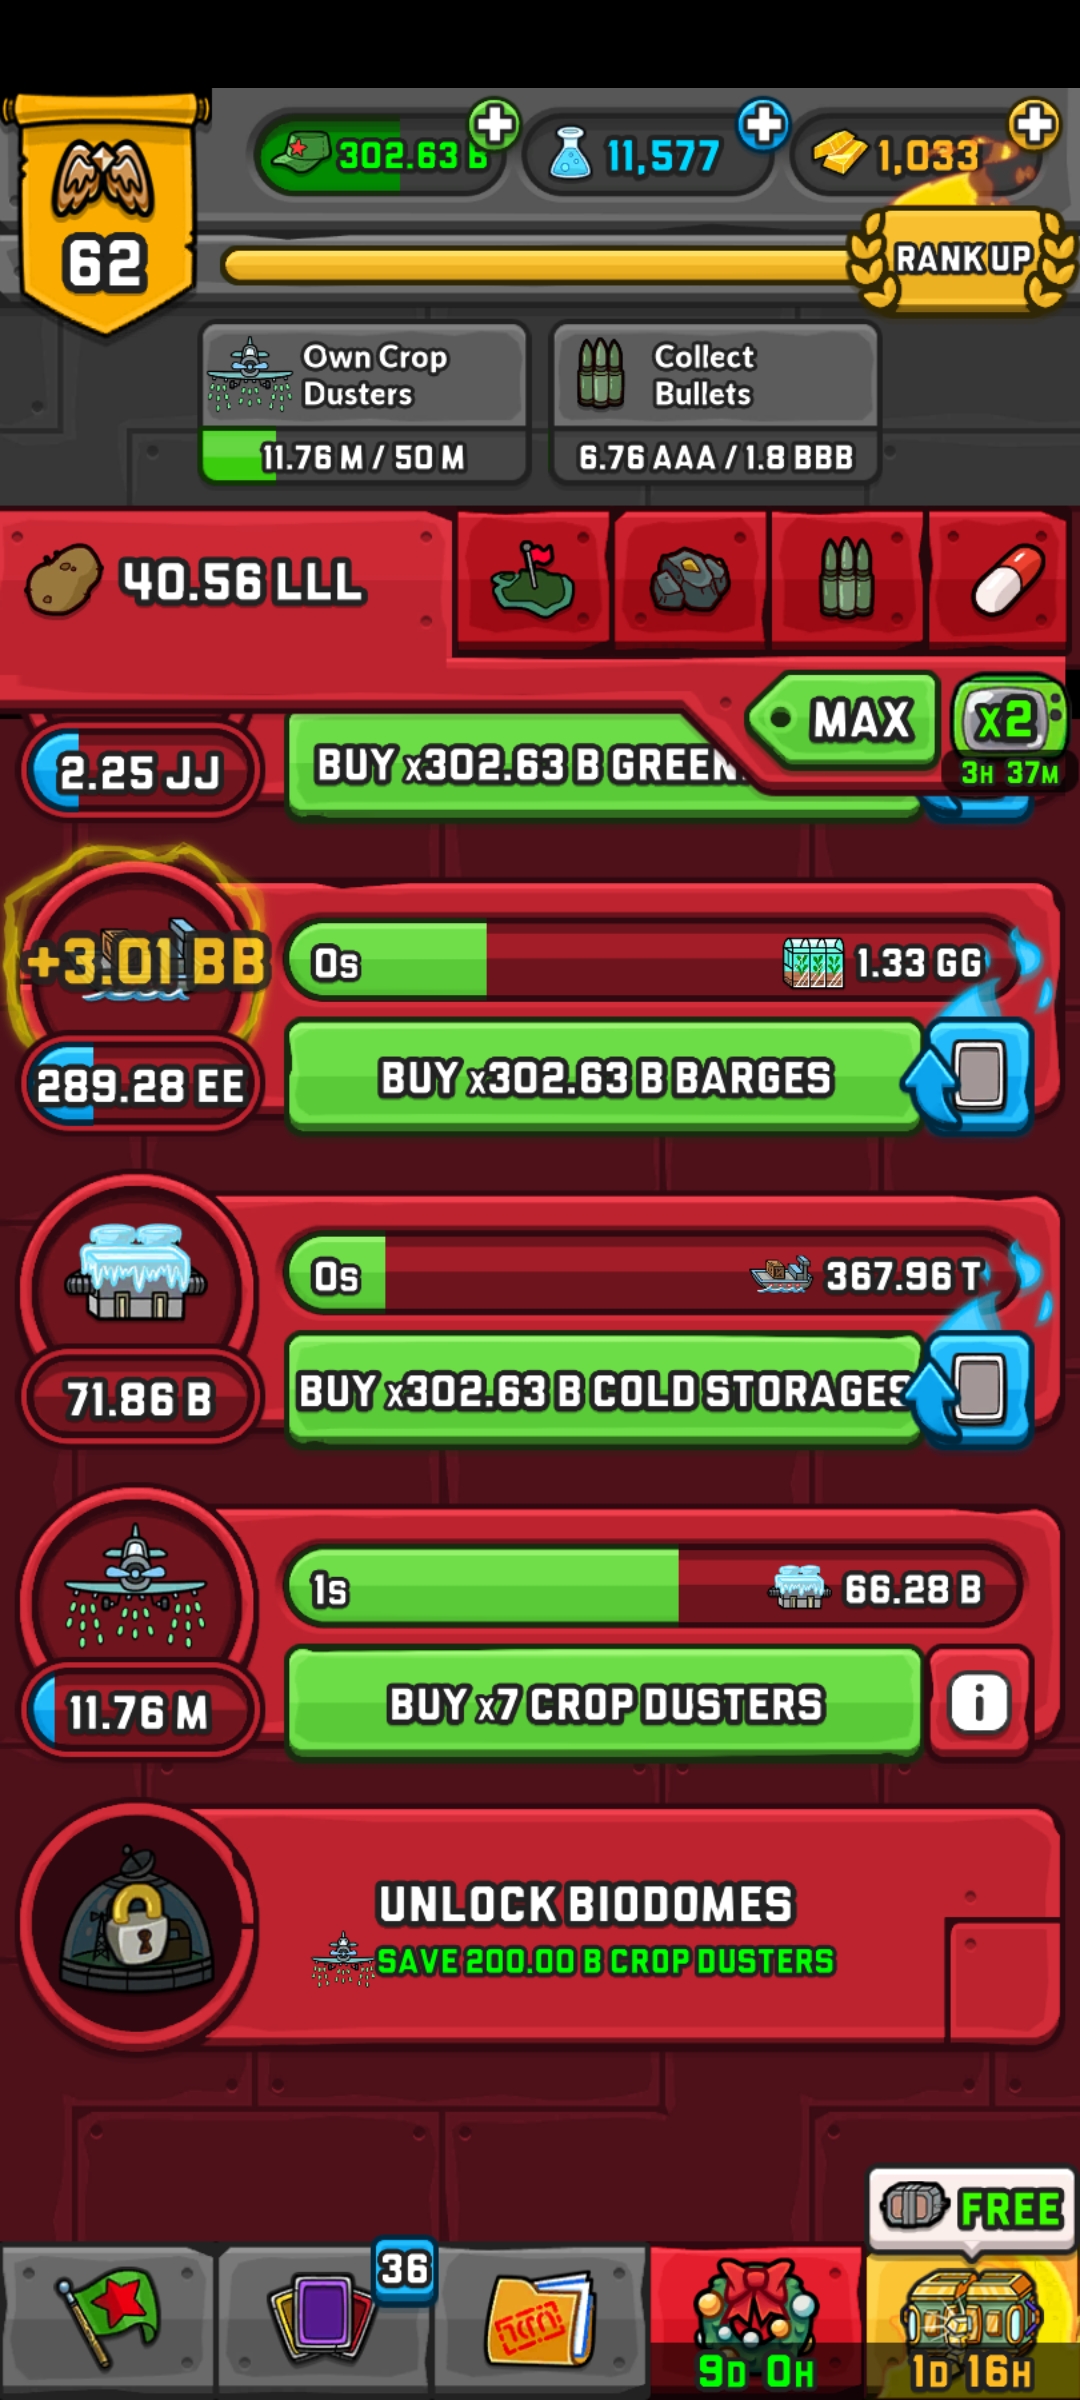 302.63 B
11,577
1,033
62
RANK UP
Own Crop
Dusters
11.76 M / 50 M
Collect
Bullets
6.76 AAA / 1.8 BBB
40.56 LLL
MAX
x2
3H 37M
2.25 JJ
BUY x302.63 B GREEN
+3.01 BB
0s
1.33 GG
289.28 EE
BUY x302.63 B BARGES
0s
367.96 T
71.86 B
BUY x302.63 B COLD STORAGES
1s
66.28 B
11.76 M
BUY x7 CROP DUSTERS
i
UNLOCK BIODOMES
SAVE 200.00 B CROP DUSTERS
FREE
36
9D 0H
1D 16H